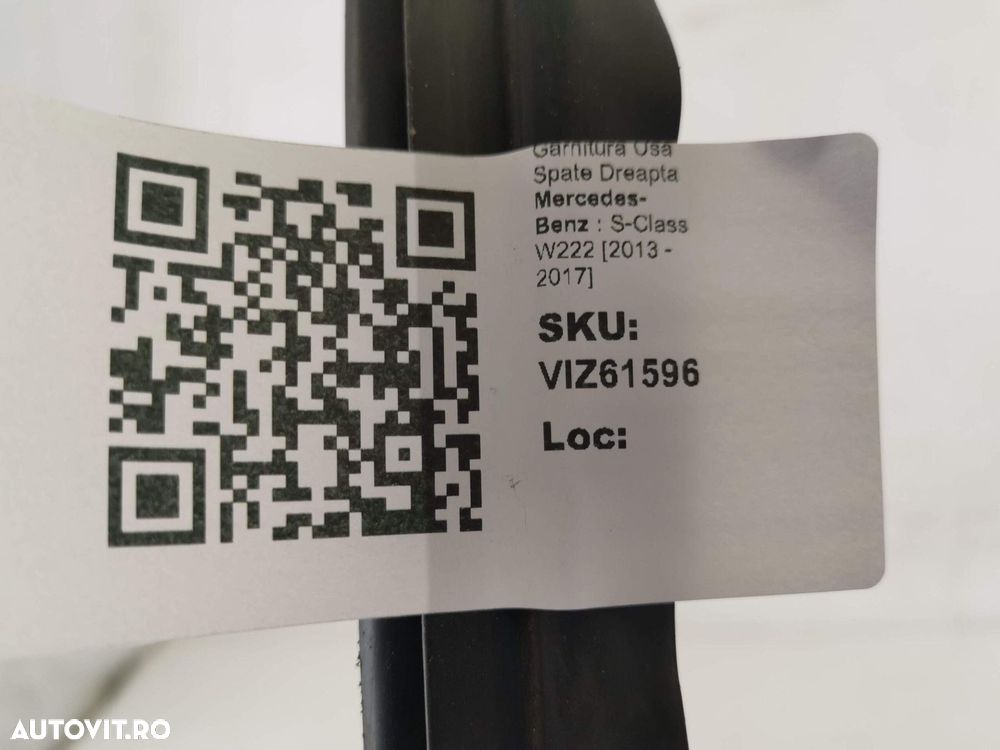 Garnitura Usa
Spate Dreapta
Mercedes-
Benz : S-Class
W222 [2013 -
2017]
SKU:
VIZ61596
Loc:
AUTOVIT.RO